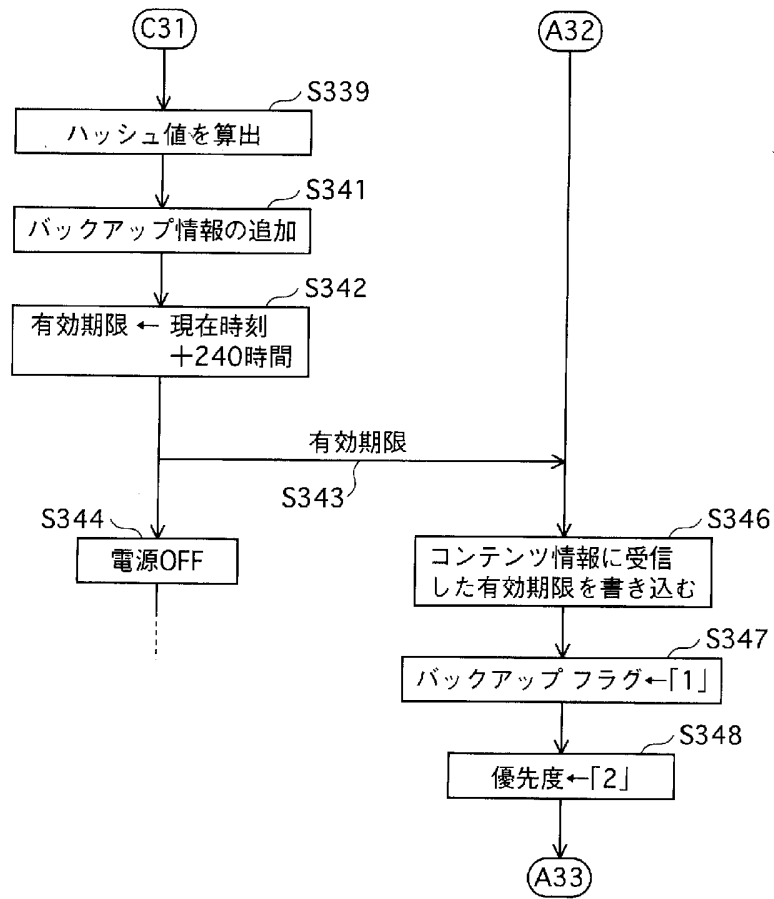 C31
A32
S339
ハッシュ値を算出
S341
バックアップ情報の追加
S342
有効期限 ← 現在時刻
＋240時間
有効期限
S343
S344
電源OFF
S346
コンテンツ情報に受信
した有効期限を書き込む
S347
バックアップ フラグ←「1」
S348
優先度←「2」
A33